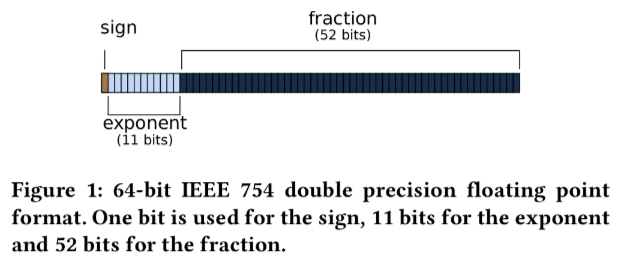 sign
fraction
(52 bits)
exponent
(11 bits)
Figure 1: 64-bit IEEE 754 double precision floating point
format. One bit is used for the sign, 11 bits for the exponent
and 52 bits for the fraction.